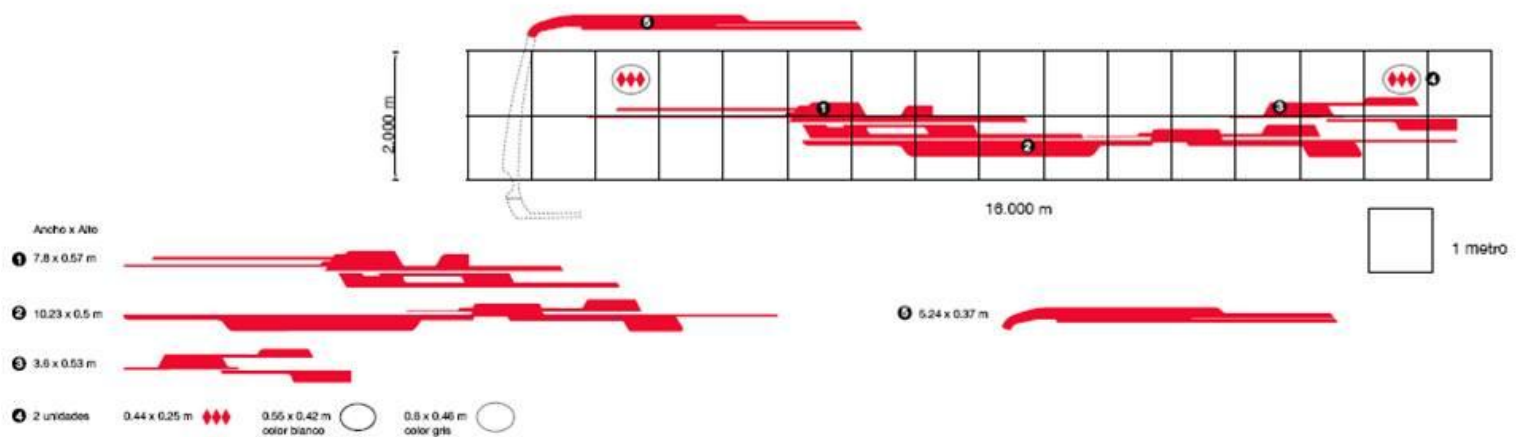 5
4
1
3
2.000 m
2
16.000 m
1 metro
Ancho x Alto
1 7.8 x 0.57 m
2 10.23 x 0.5 m
5 5.24 x 0.37 m
3 3.6 x 0.53 m
4 2 unidades 0.44 x 0.25 m 0.55 x 0.42 m 0.6 x 0.46 m
color blanco color gris